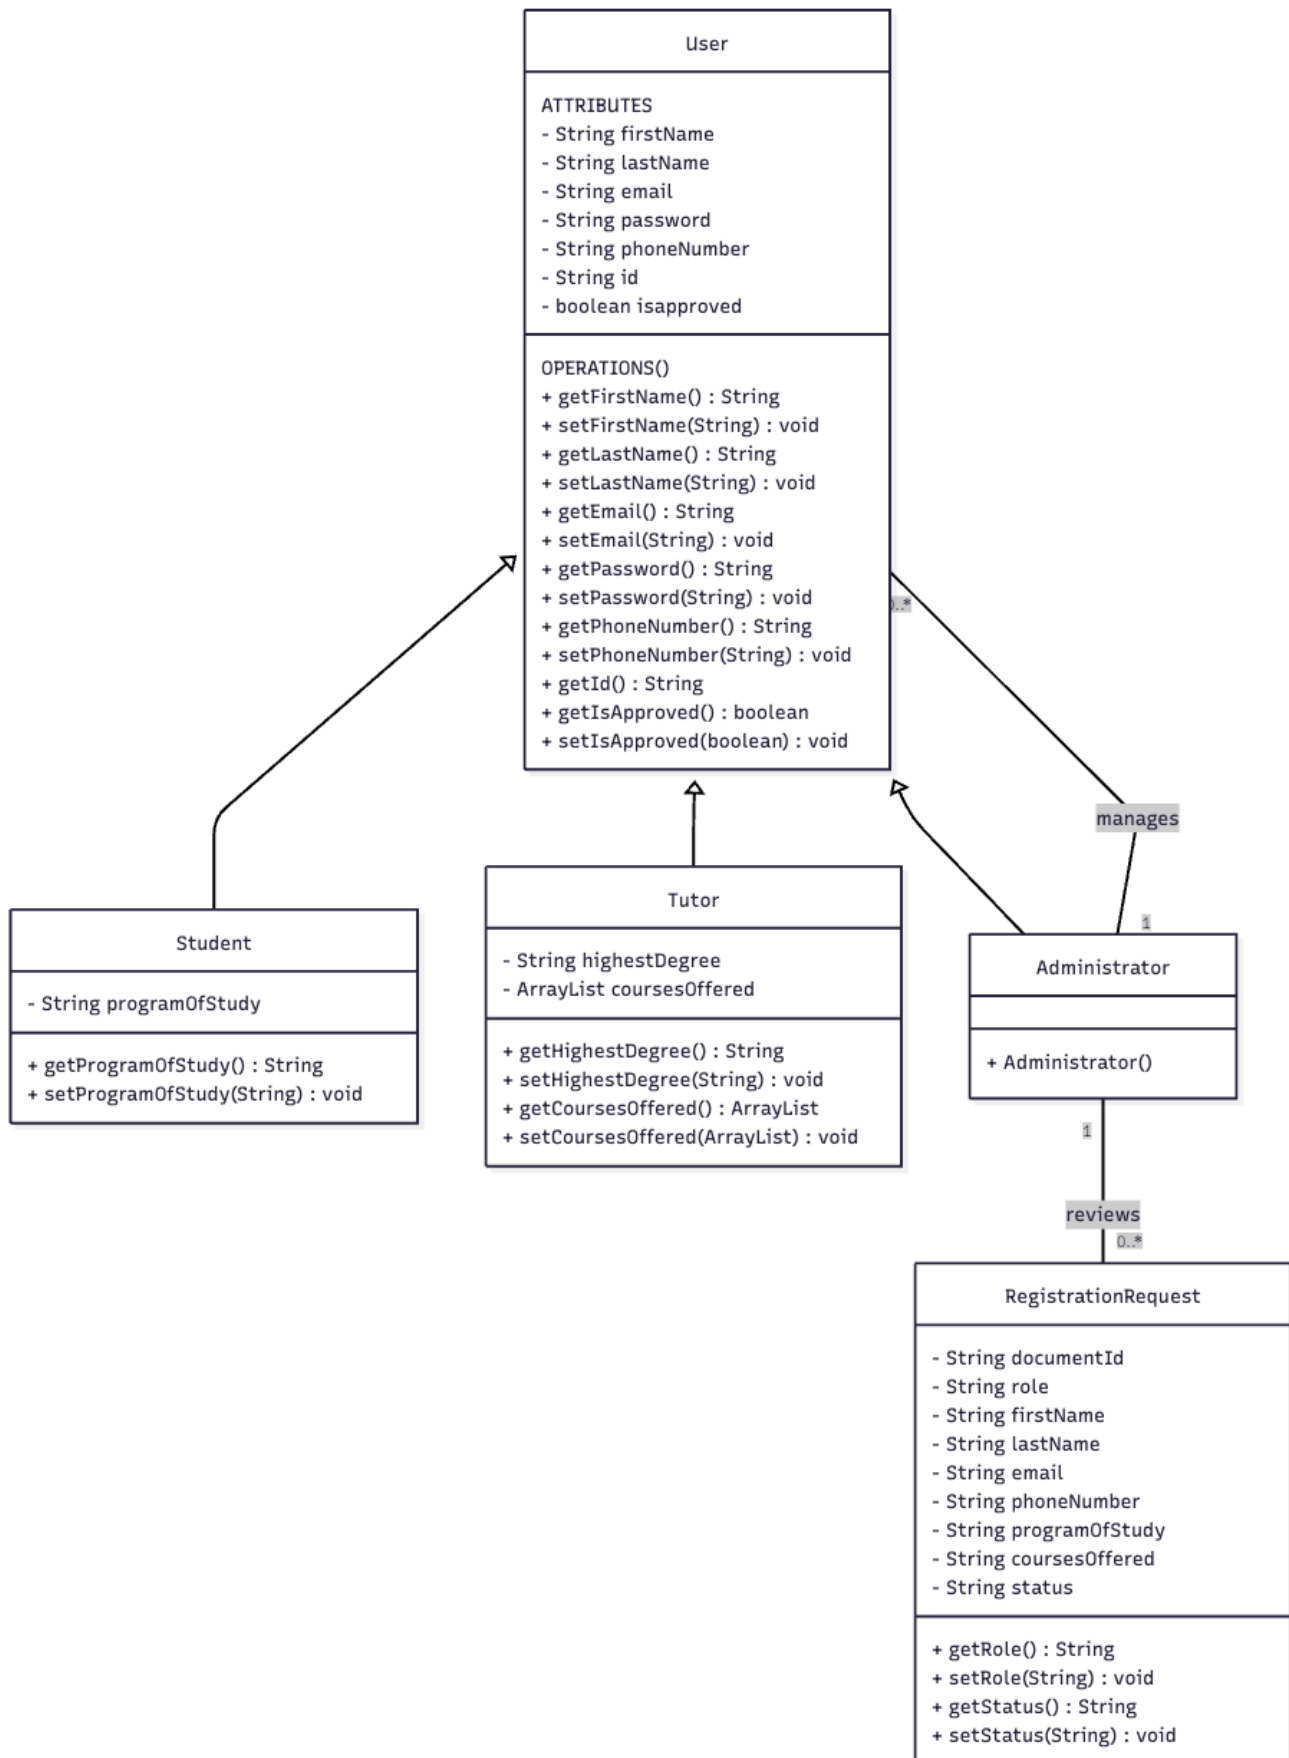 User
ATTRIBUTES
- String firstName
- String lastName
- String email
- String password
- String phoneNumber
- String id
- boolean isapproved
OPERATIONS()
+ getFirstName() : String
+ setFirstName(String) : void
+ getLastName() : String
+ setLastName(String) : void
+ getEmail() : String
+ setEmail(String) : void
+ getPassword() : String
+ setPassword(String) : void
+ getPhoneNumber() : String
+ setPhoneNumber(String) : void
+ getId() : String
+ getIsApproved() : boolean
+ setIsApproved(boolean) : void
0..*
manages
1
Student
- String programOfStudy
+ getProgramOfStudy() : String
+ setProgramOfStudy(String) : void
Tutor
- String highestDegree
- ArrayList coursesOffered
+ getHighestDegree() : String
+ setHighestDegree(String) : void
+ getCoursesOffered() : ArrayList
+ setCoursesOffered(ArrayList) : void
Administrator
+ Administrator()
1
reviews
0..*
RegistrationRequest
- String documentId
- String role
- String firstName
- String lastName
- String email
- String phoneNumber
- String programOfStudy
- String coursesOffered
- String status
+ getRole() : String
+ setRole(String) : void
+ getStatus() : String
+ setStatus(String) : void